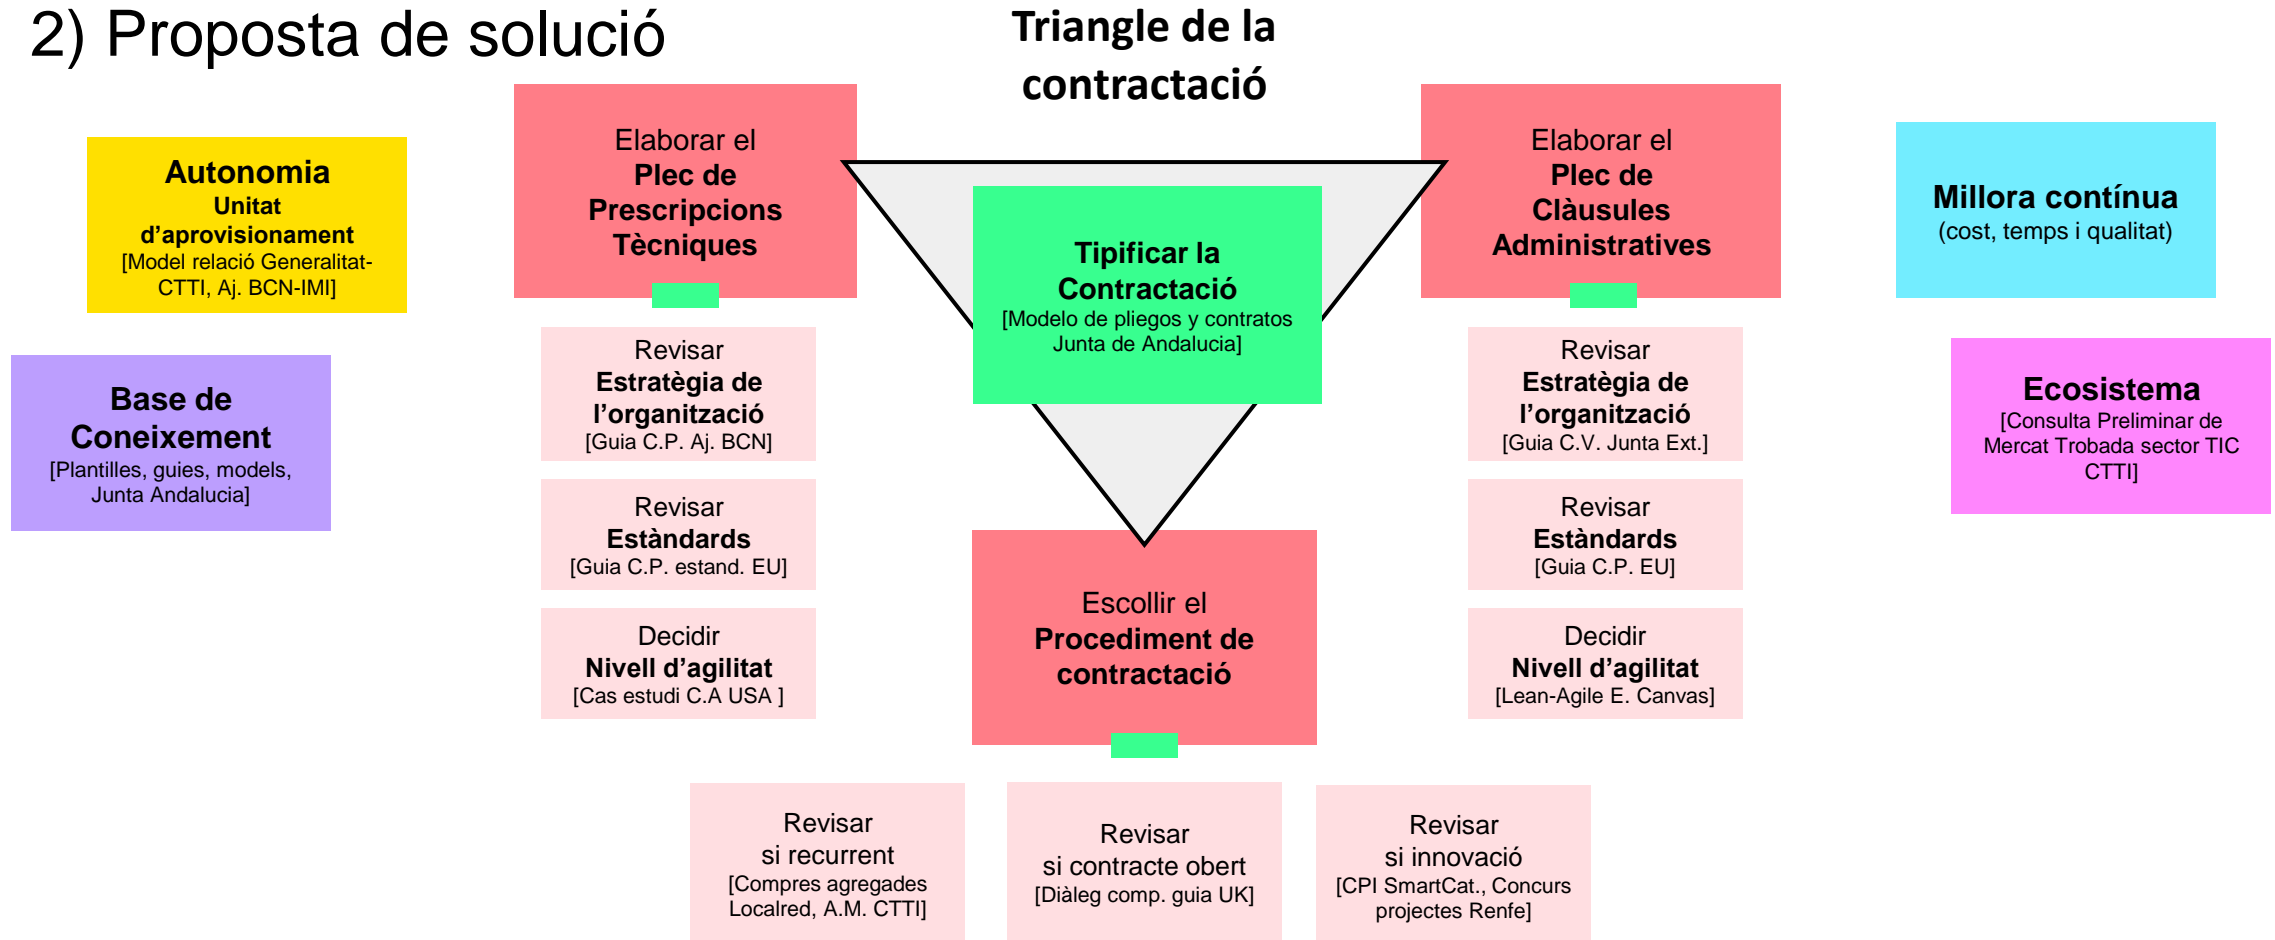 2) Proposta de solució
Triangle de la
contractació
Autonomia
Unitat
d’aprovisionament
[Model relació Generalitat-
CTTI, Aj. BCN-IMI]
Base de
Coneixement
[Plantilles, guies, models,
Junta Andalucia]
Elaborar el
Plec de
Prescripcions
Tècniques
Revisar
Estratègia de
l’organització
[Guia C.P. Aj. BCN]
Revisar
Estàndards
[Guia C.P. estand. EU]
Decidir
Nivell d’agilitat
[Cas estudi C.A USA ]
Tipificar la
Contractació
[Modelo de pliegos y contratos
Junta de Andalucia]
Escollir el
Procediment de
contractació
Revisar
si recurrent
[Compres agregades
Localred, A.M. CTTI]
Revisar
si contracte obert
[Diàleg comp. guia UK]
Revisar
si innovació
[CPI SmartCat., Concurs
projectes Renfe]
Elaborar el
Plec de
Clàusules
Administratives
Revisar
Estratègia de
l’organització
[Guia C.V. Junta Ext.]
Revisar
Estàndards
[Guia C.P. EU]
Decidir
Nivell d’agilitat
[Lean-Agile E. Canvas]
Millora contínua
(cost, temps i qualitat)
Ecosistema
[Consulta Preliminar de
Mercat Trobada sector TIC
CTTI]